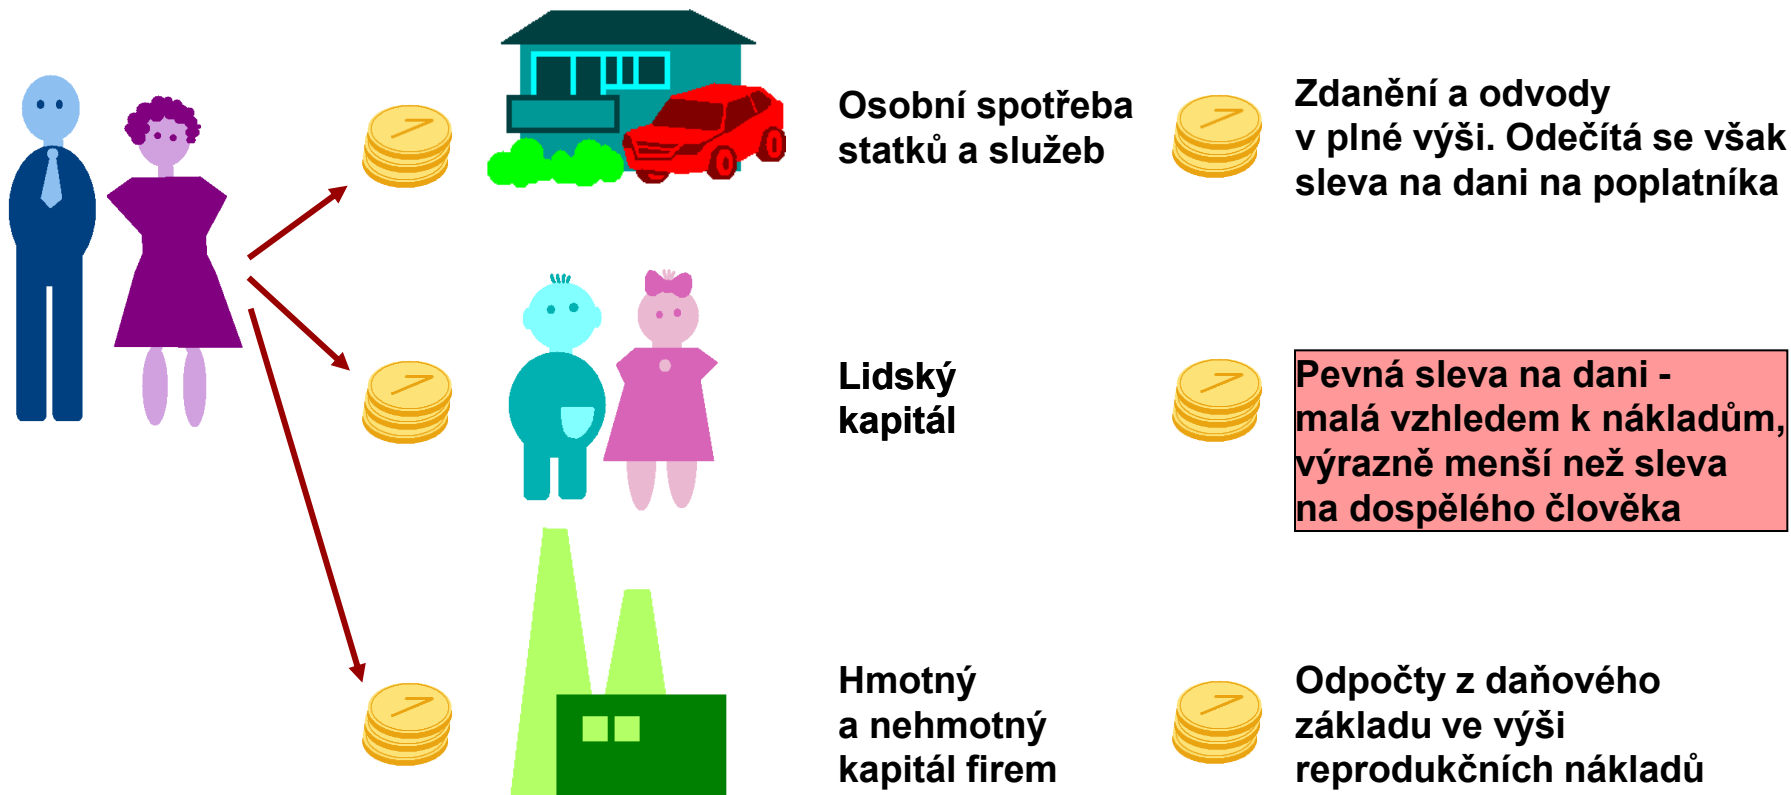 Osobní spotřeba
statků a služeb
Zdanění a odvody
v plné výši. Odečítá se však
sleva na dani na poplatníka
Lidský
kapitál
Pevná sleva na dani -
malá vzhledem k nákladům,
výrazně menší než sleva
na dospělého člověka
Hmotný
a nehmotný
kapitál firem
Odpočty z daňového
základu ve výši
reprodukčních nákladů